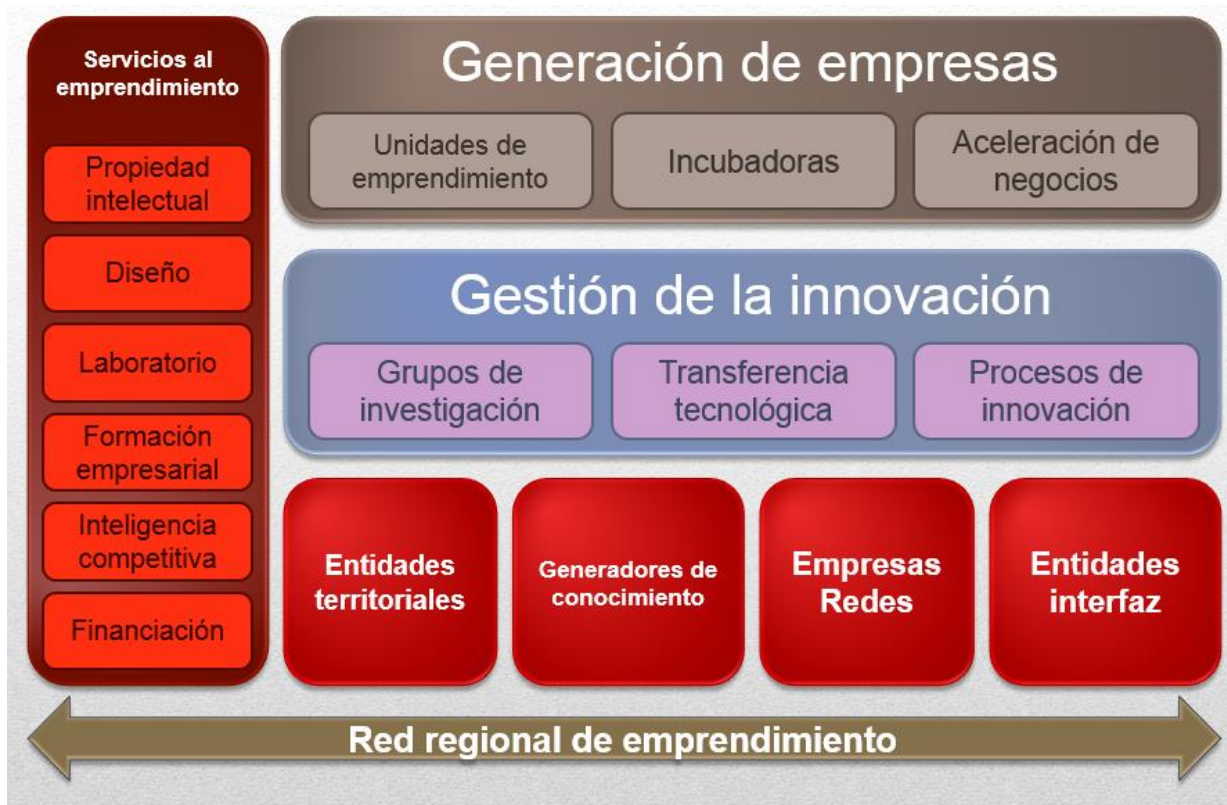 Servicios al
emprendimiento
Propiedad
intelectual
Diseño
Laboratorio
Formación
empresarial
Inteligencia
competitiva
Financiación
Generación de empresas
Unidades de
emprendimiento
Incubadoras
Aceleración de
negocios
Gestión de la innovación
Grupos de
investigación
Transferencia
tecnológica
Procesos de
innovación
Entidades
territoriales
Generadores de
conocimiento
Empresas
Redes
Entidades
interfaz
Red regional de emprendimiento